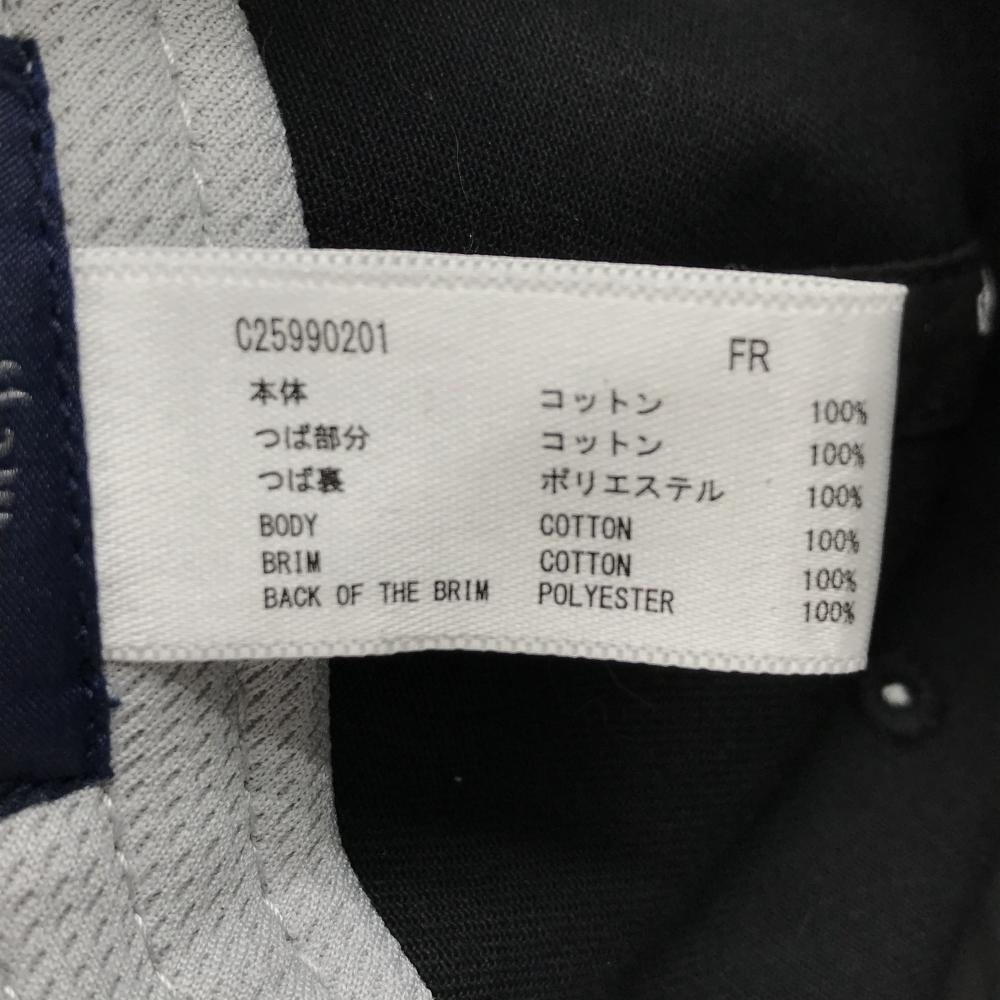 C25990201 FR
本体 コットン 100%
つば部分 コットン 100%
つば裏 ポリエステル 100%
BODY COTTON 100%
BRIM COTTON 100%
BACK OF THE BRIM POLYESTER 100%